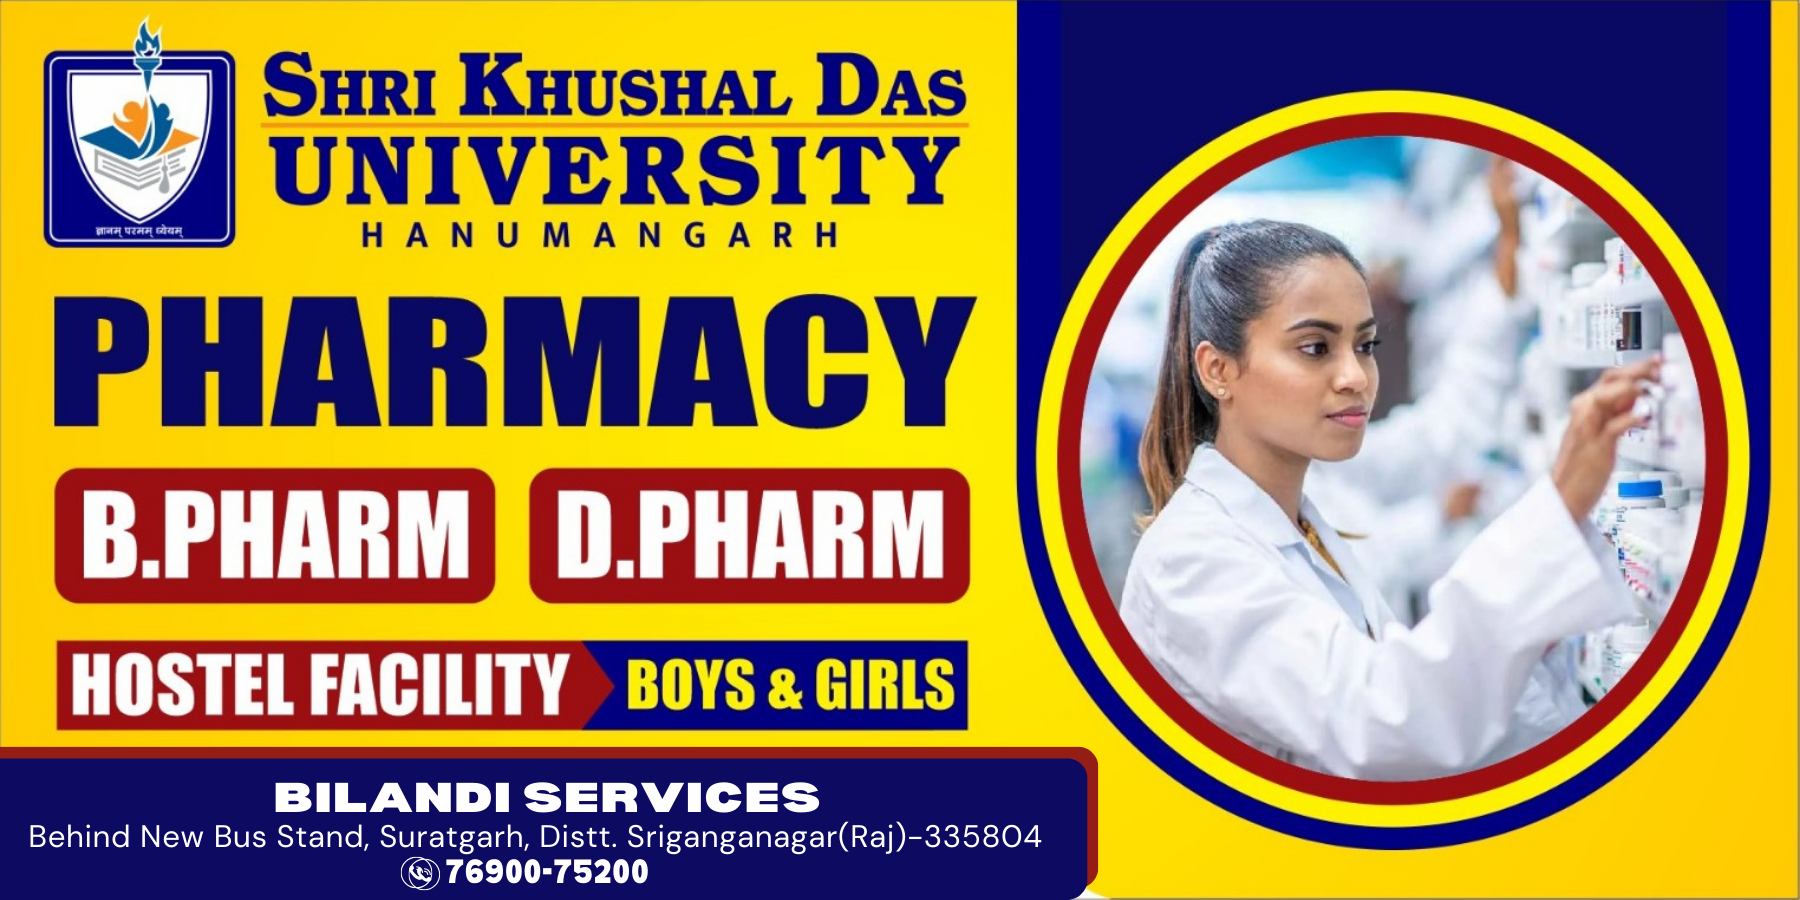 SHRI KHUSHAL DAS
UNIVERSITY
HANUMANGARH
ज्ञानम् परमम् ध्येयम्
PHARMACY
B.PHARM D.PHARM
HOSTEL FACILITY BOYS & GIRLS
BILANDI SERVICES
Behind New Bus Stand, Suratgarh, Distt. Sriganganagar(Raj)-335804
76900-75200